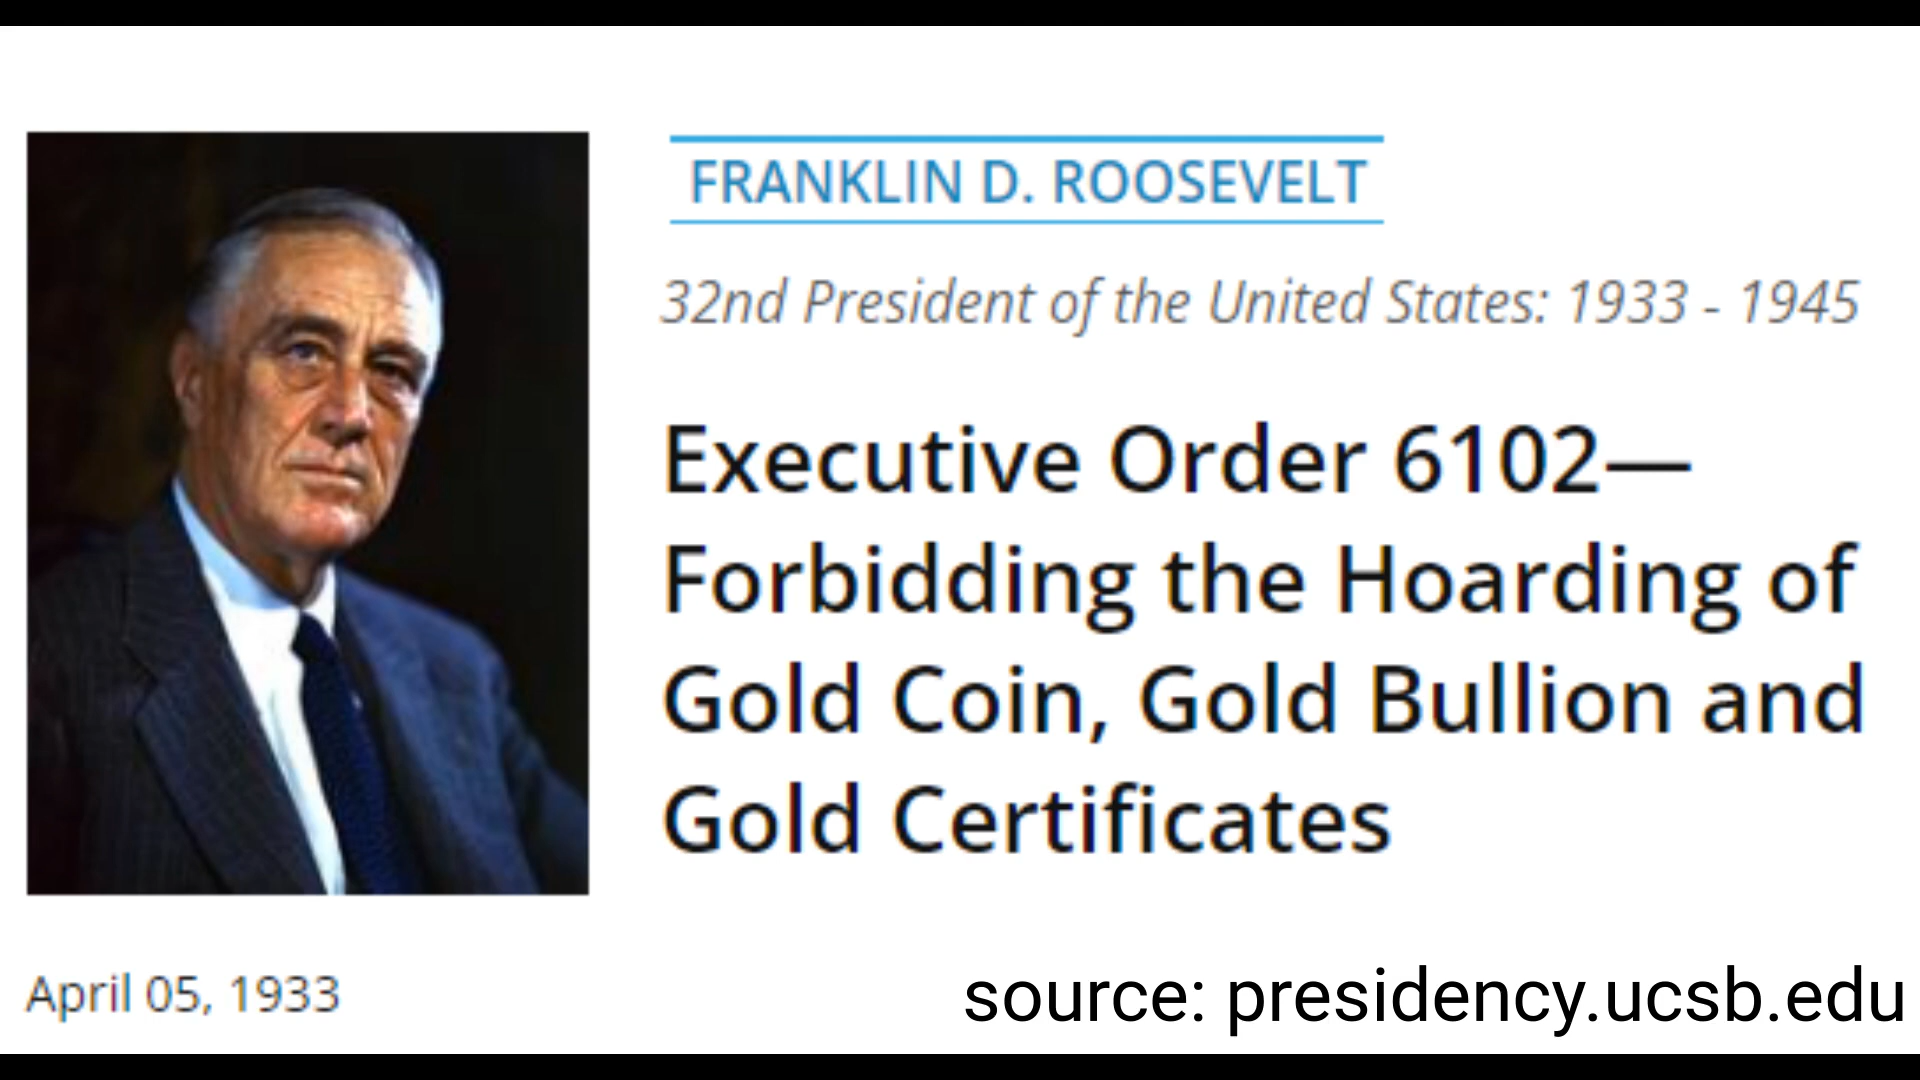 FRANKLIN D. ROOSEVELT
32nd President of the United States: 1933 - 1945
Executive Order 6102—
Forbidding the Hoarding of
Gold Coin, Gold Bullion and
Gold Certificates
April 05, 1933
source: presidency.ucsb.edu